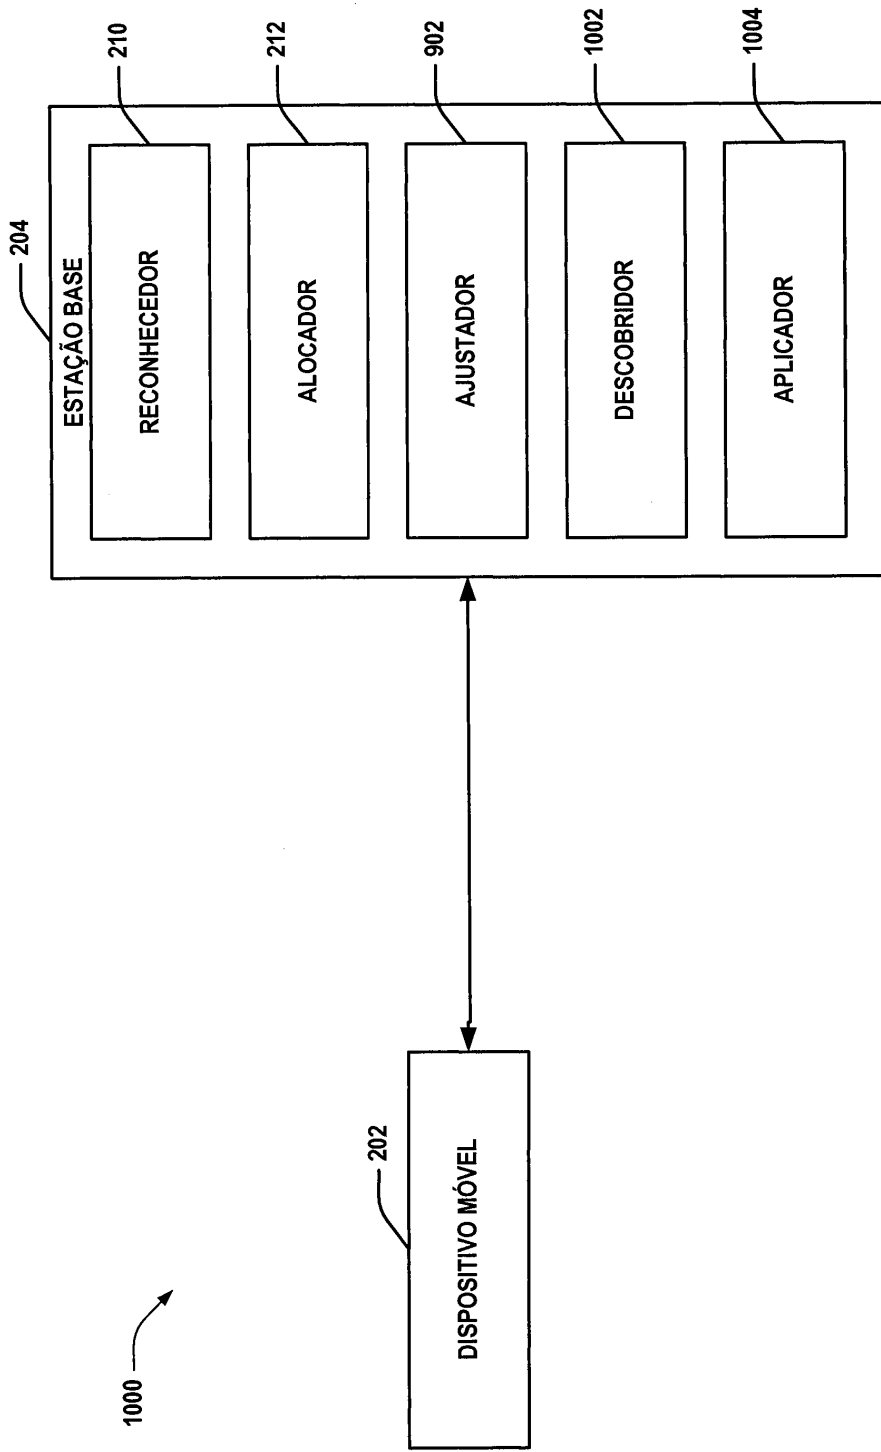 1000
202
DISPOSITIVO MÓVEL
204
ESTAÇÃO BASE
RECONHECEDOR
210
ALOCADOR
212
AJUSTADOR
902
DESCOBRIDOR
1002
APLICADOR
1004